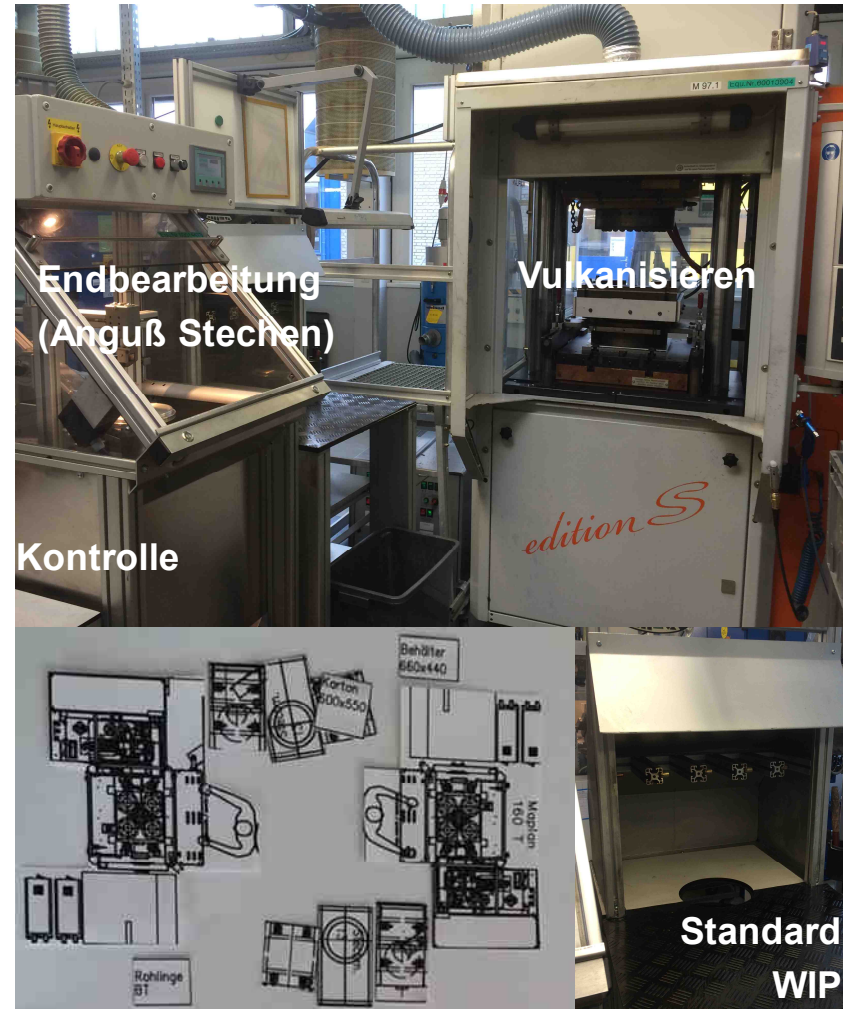 M 97.1
Endbearbeitung
(Anguß Stechen)
Vulkanisieren
edition S
Kontrolle
Behälter
660x440
Karton
600x550
Maplan
160 T
Rohlinge
BT
Standard
WIP